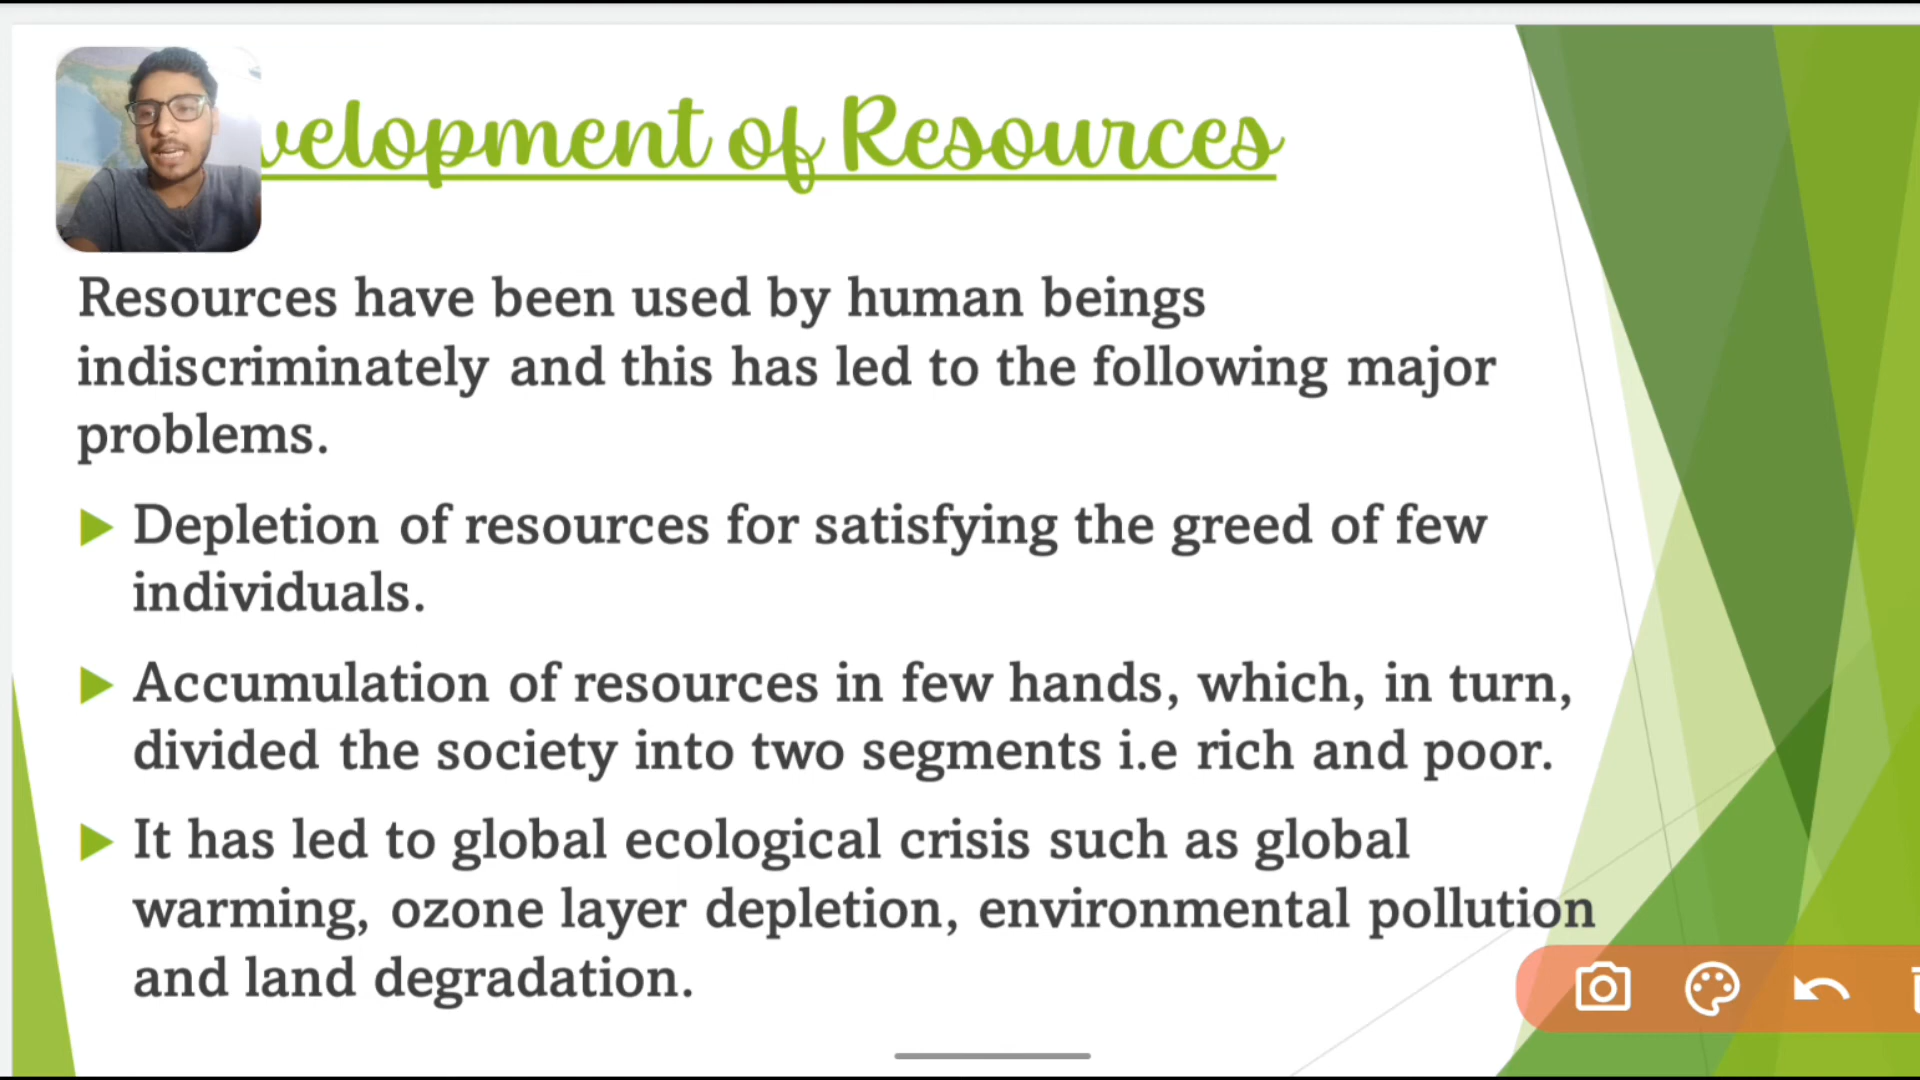 of Resources
Resources have been used by human beings
indiscriminately and this has led to the following major
problems.
Depletion of resources for satisfying the greed of few
individuals.
Accumulation of resources in few hands, which, in turn,
divided the society into two segments i.e rich and poor.
It has led to global ecological crisis such as global
warming, ozone layer depletion, environmental pollution
and land degradation.